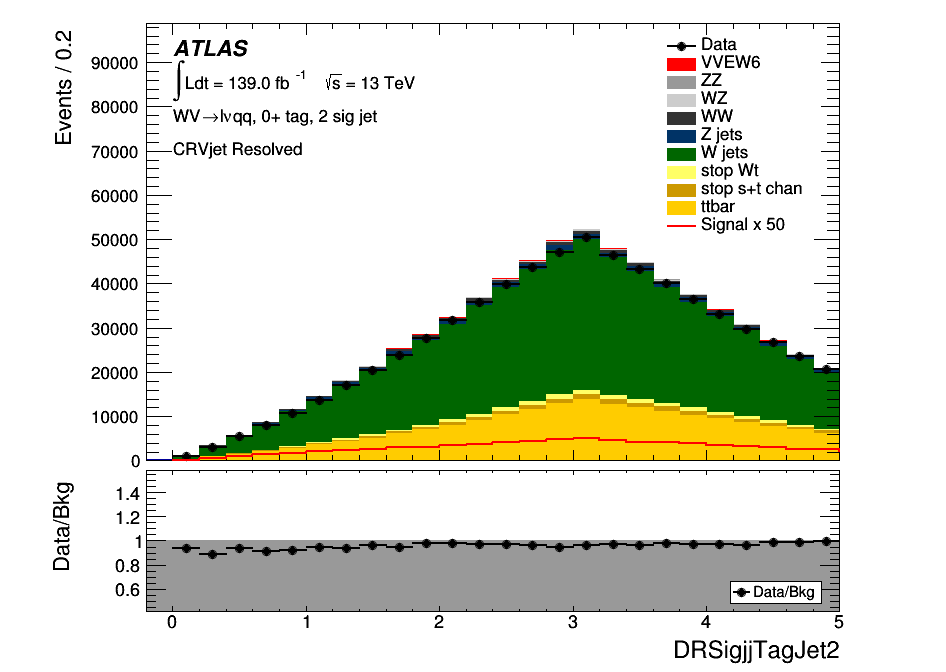 Events / 0.2
90000
80000
70000
60000
50000
40000
30000
20000
10000
0
ATLAS
∫Ldt = 139.0 fb⁻¹ √s = 13 TeV
WV→lνqq, 0+ tag, 2 sig jet
CRVjet Resolved
Data
VVEW6
ZZ
WZ
WW
Z jets
W jets
stop Wt
stop s+t chan
ttbar
Signal x 50
Data/Bkg
1.4
1.2
1
0.8
0.6
Data/Bkg
0 1 2 3 4 5
DRSigjjTagJet2